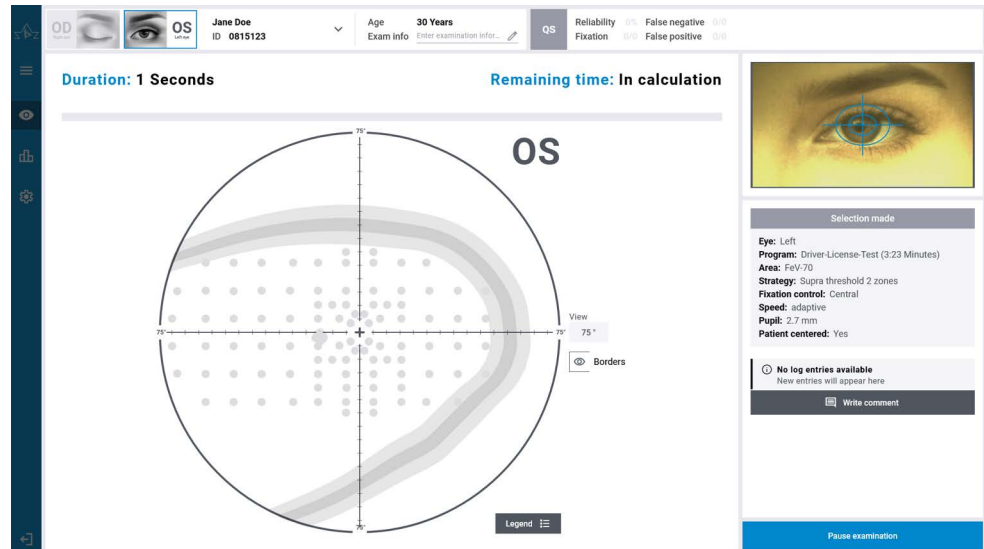 OD
OS
Left eye
Jane Doe
ID 0815123
Age 30 Years
Exam info Enter examination infor...
QS
Reliability 0% False negative 0/0
Fixation 0/0 False positive 0/0
Duration: 1 Seconds
Remaining time: In calculation
OS
75°
75°
75°
75°
View
75 °
Borders
Legend
Selection made
Eye: Left
Program: Driver-License-Test (3:23 Minutes)
Area: FeV-70
Strategy: Supra threshold 2 zones
Fixation control: Central
Speed: adaptive
Pupil: 2.7 mm
Patient centered: Yes
No log entries available
New entries will appear here
Write comment
Pause examination